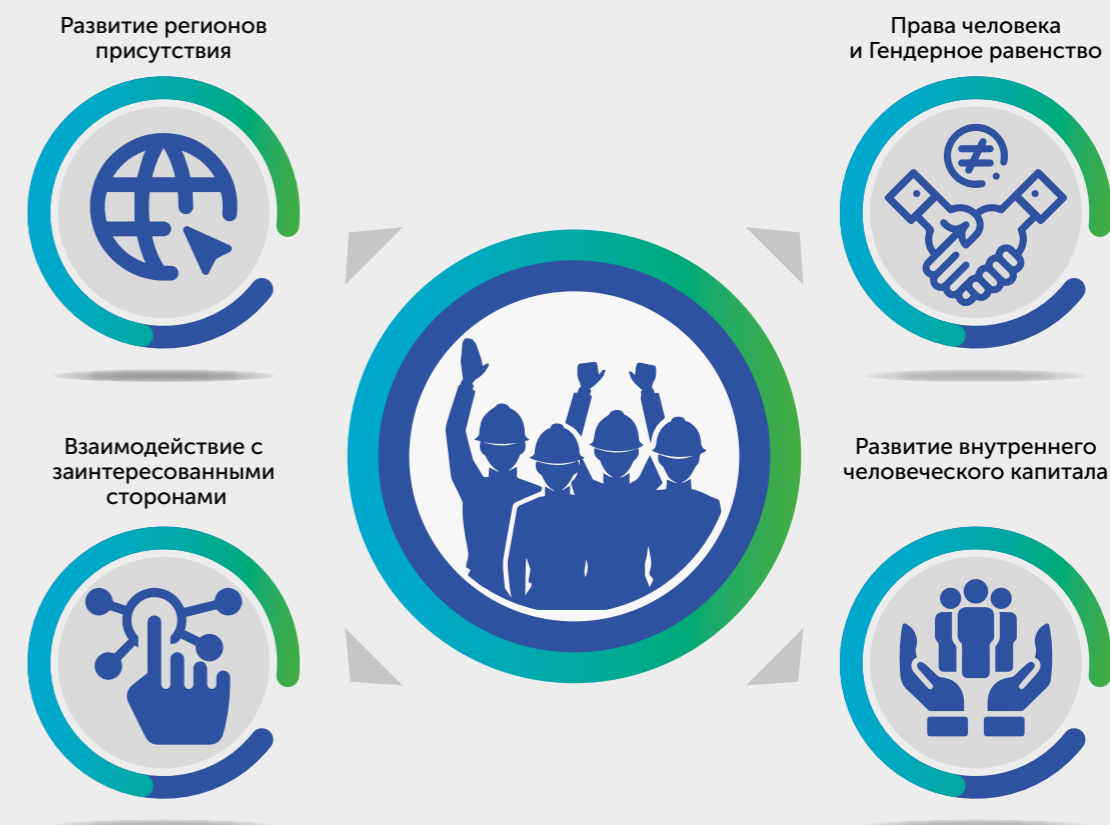 Развитие регионов
присутствия
Права человека
и Гендерное равенство
Взаимодействие с
заинтересованными
сторонами
Развитие внутреннего
человеческого капитала